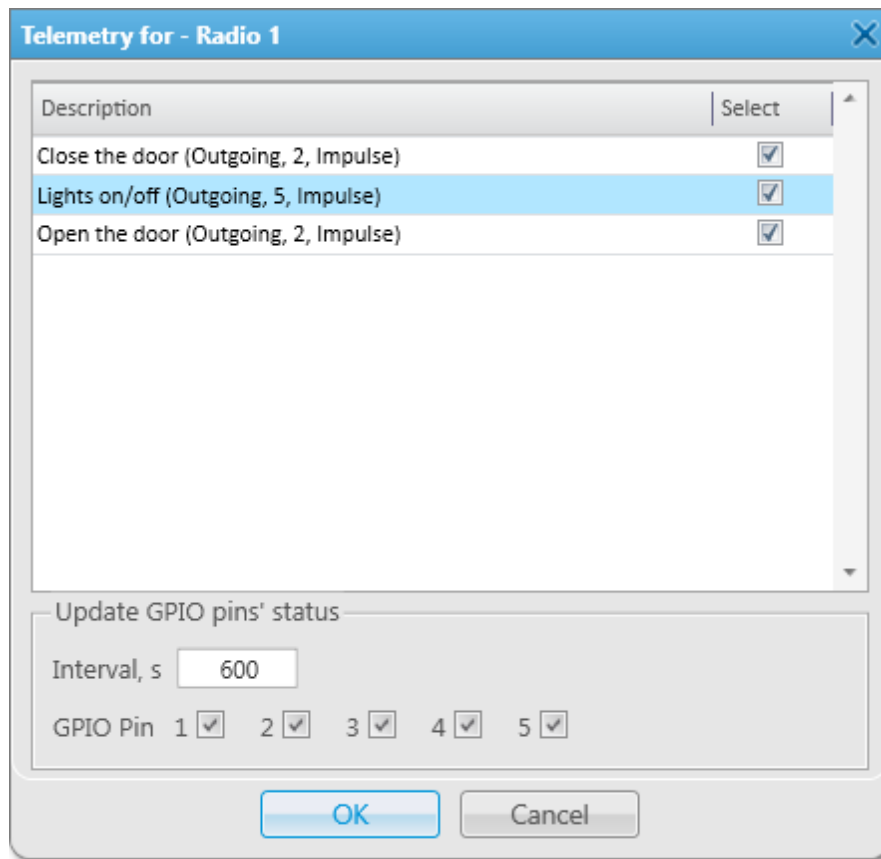 Telemetry for - Radio 1
Description Select
Close the door (Outgoing, 2, Impulse)
Lights on/off (Outgoing, 5, Impulse)
Open the door (Outgoing, 2, Impulse)
Update GPIO pins' status
Interval, s 600
GPIO Pin 1 2 3 4 5
OK Cancel